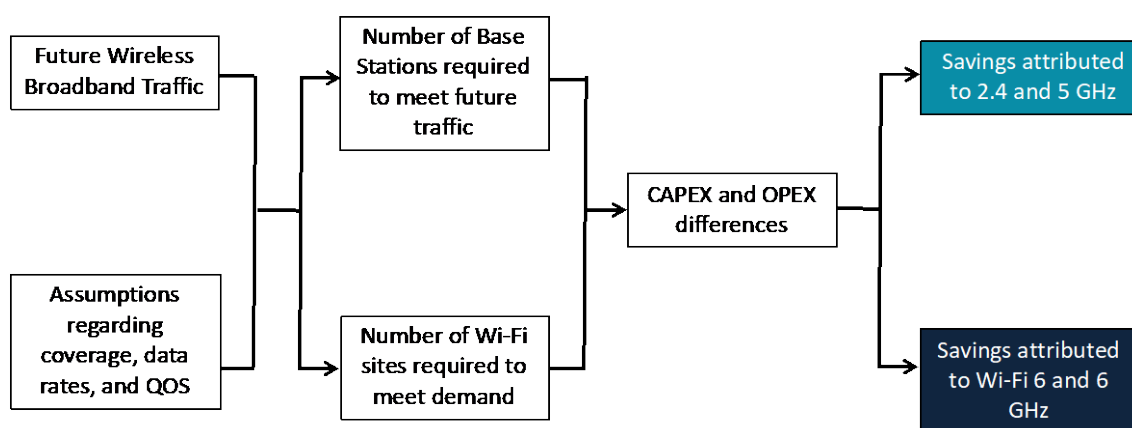 Future Wireless
Broadband Traffic
Assumptions
regarding
coverage, data
rates, and QOS
Number of Base
Stations required
to meet future
traffic
Number of Wi-Fi
sites required to
meet demand
CAPEX and OPEX
differences
Savings attributed
to 2.4 and 5 GHz
Savings attributed
to Wi-Fi 6 and 6
GHz